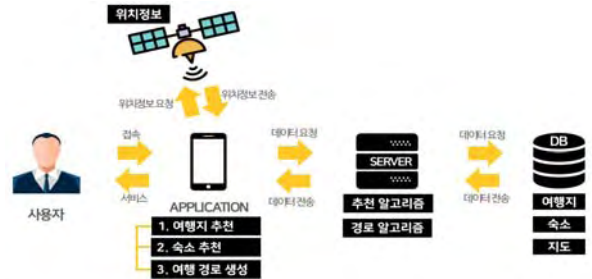 위치정보
위치정보 요청
위치정보 전송
접속
서비스
사용자
APPLICATION
1. 여행지 추천
2. 숙소 추천
3. 여행 경로 생성
데이터 요청
데이터 전송
SERVER
추천 알고리즘
경로 알고리즘
데이터 요청
데이터 전송
DB
여행지
숙소
지도